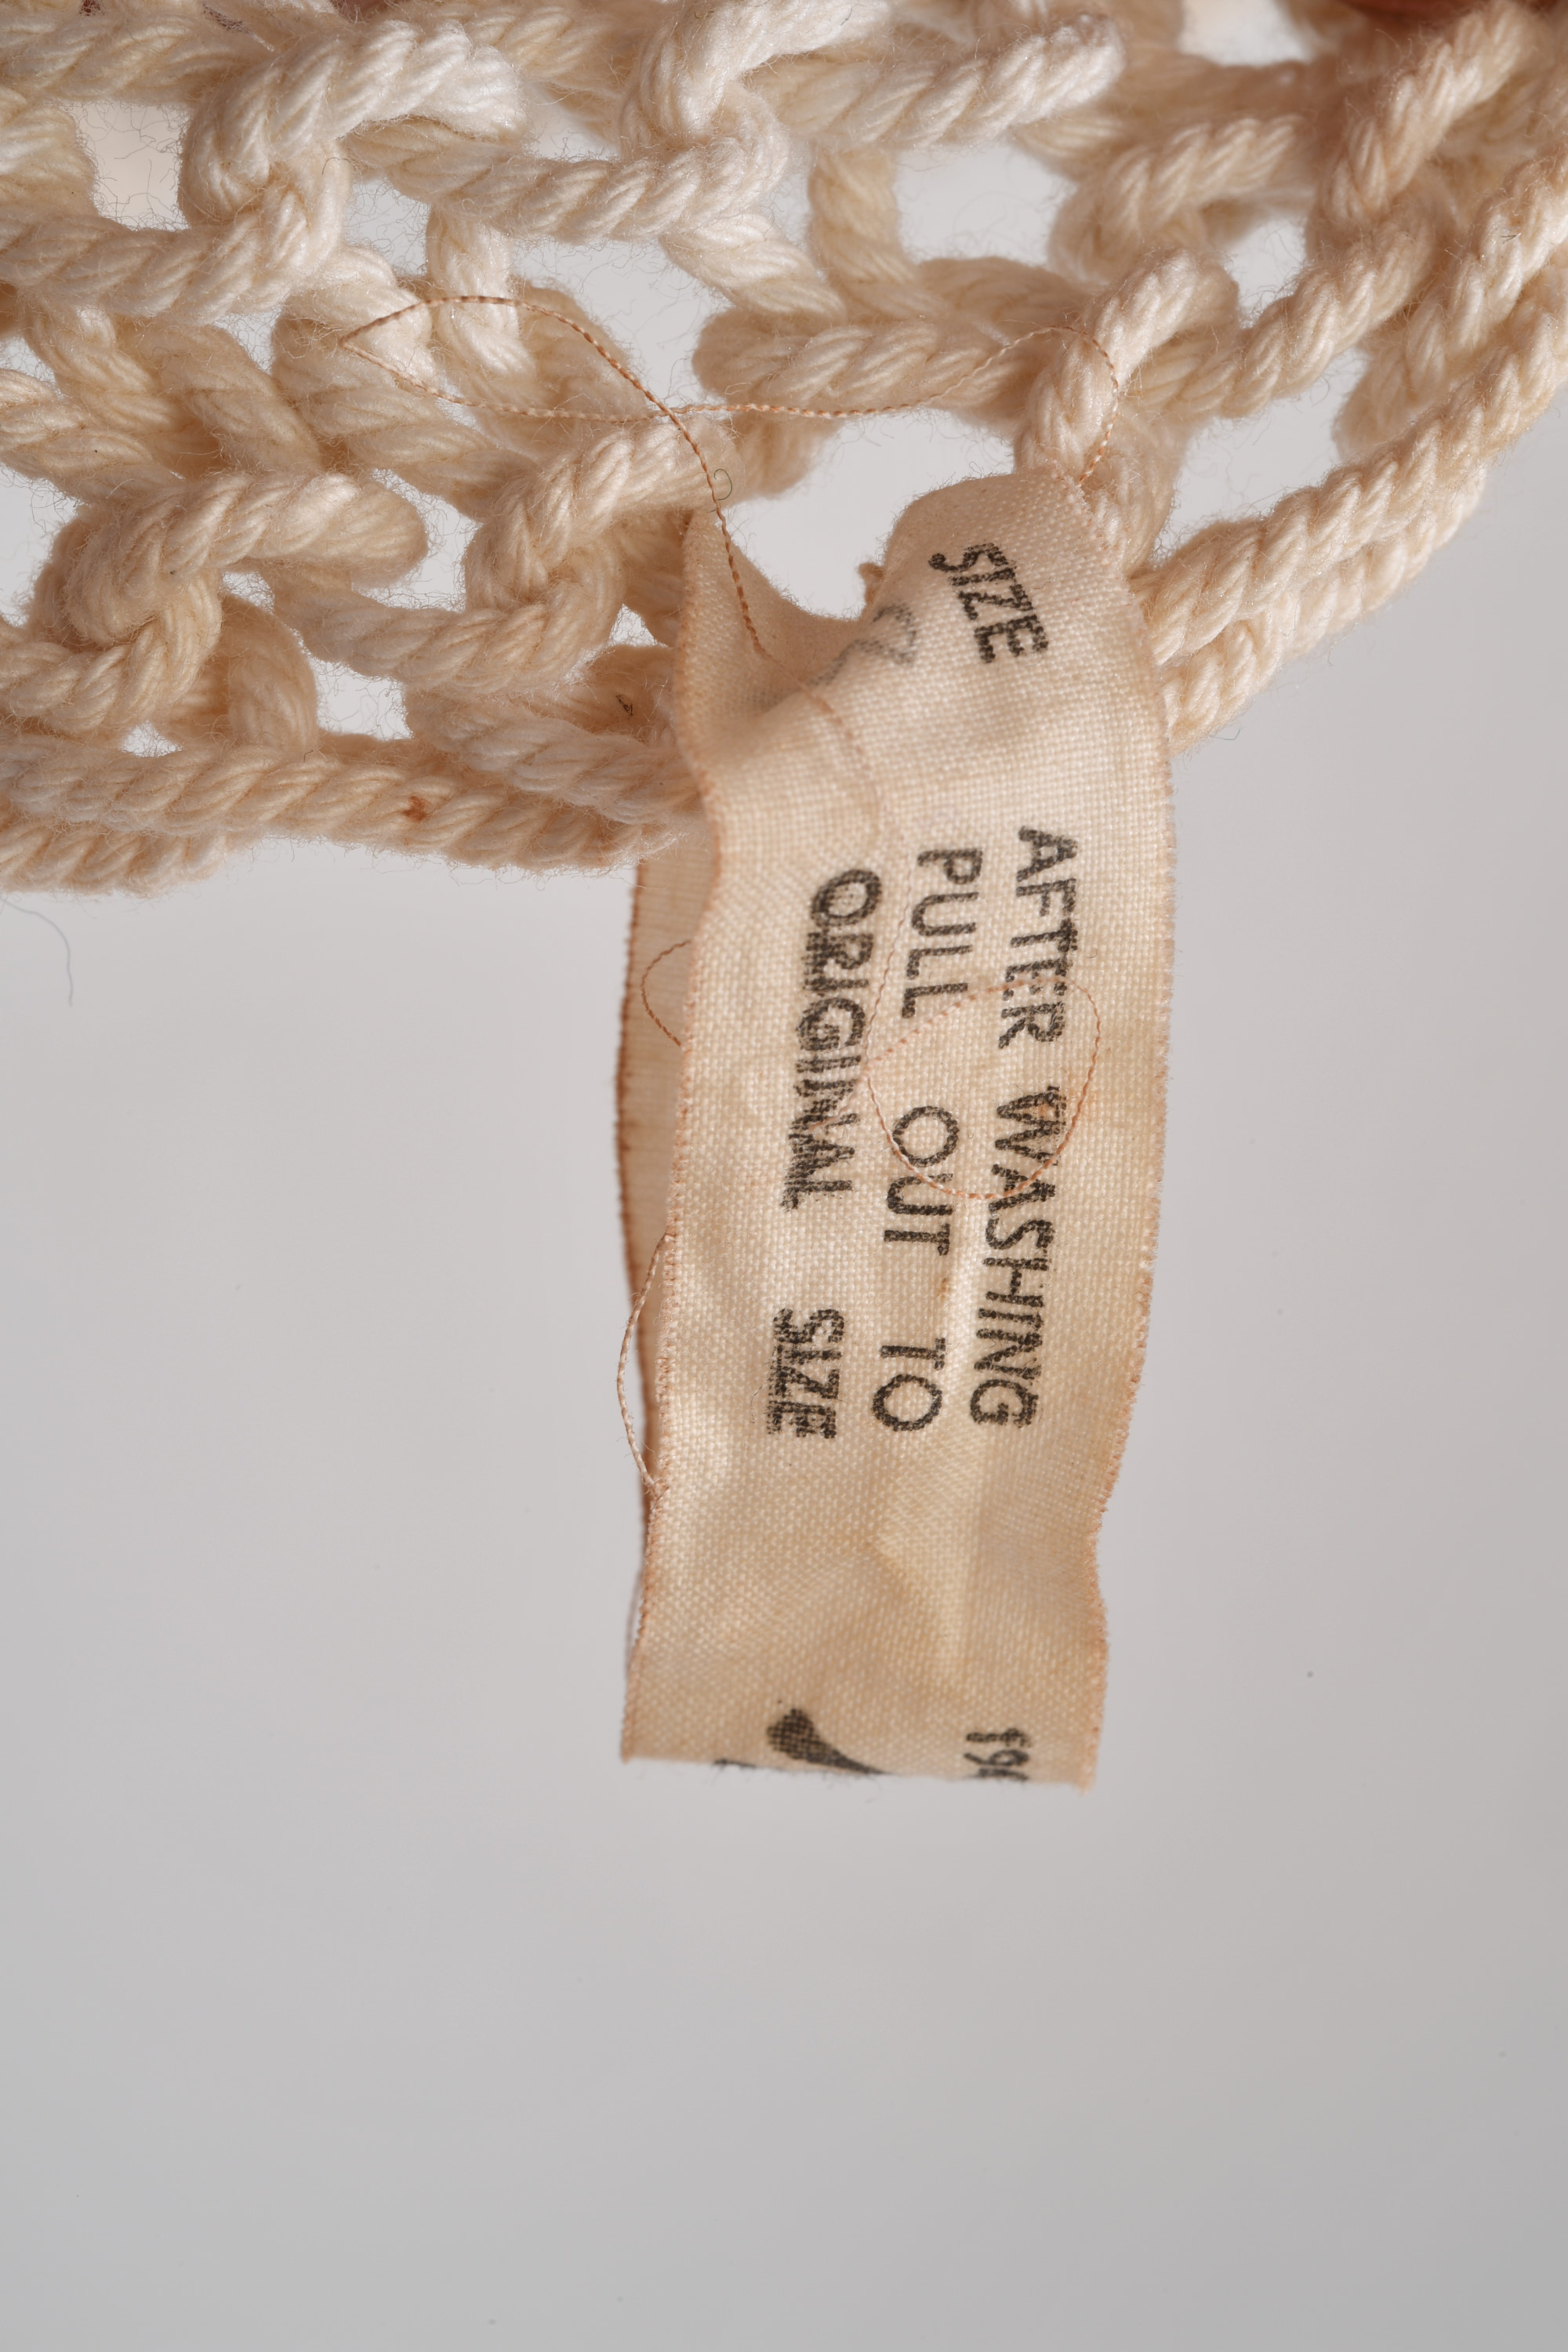 SIZE
AFTER WASHING
PULL OUT TO
ORIGINAL SIZE